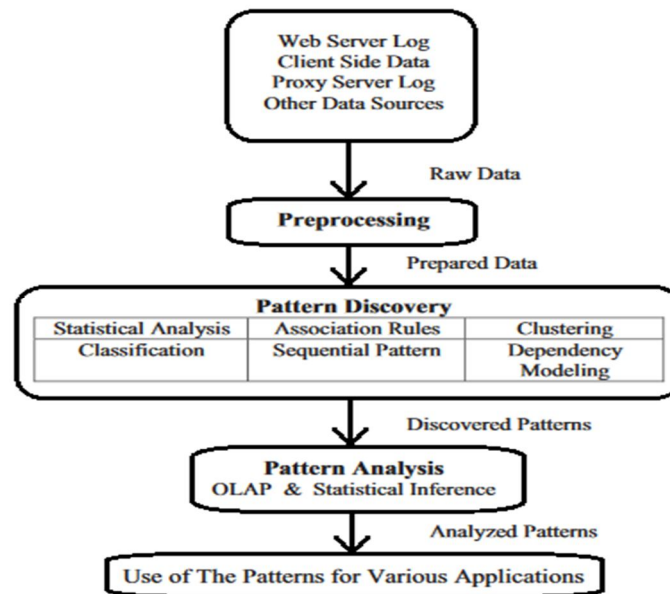 Web Server Log
Client Side Data
Proxy Server Log
Other Data Sources
Raw Data
Preprocessing
Prepared Data
Pattern Discovery
Statistical Analysis
Association Rules
Clustering
Classification
Sequential Pattern
Dependency
Modeling
Discovered Patterns
Pattern Analysis
OLAP & Statistical Inference
Analyzed Patterns
Use of The Patterns for Various Applications